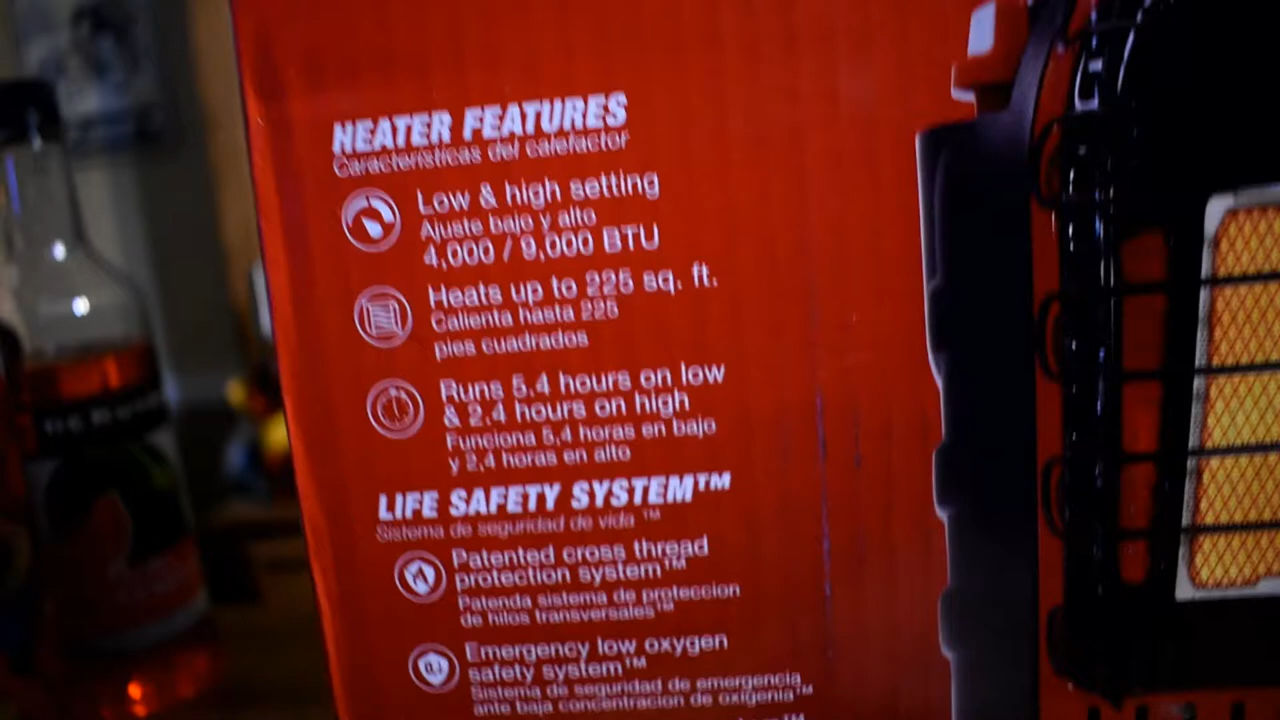 HEATER FEATURES
Características del calefactor
Low & high setting
Ajuste bajo y alto
4,000 / 9,000 BTU
Heats up to 225 sq. ft.
Calienta hasta 225
pies cuadrados
Runs 5.4 hours on low
& 2.4 hours on high
Funciona 5,4 horas en bajo
y 2,4 horas en alto
LIFE SAFETY SYSTEM™
Sistema de seguridad de vida ™
Patented cross thread
protection system™
Patenda sistema de proteccion
de hilos transversales™
Emergency low oxygen
safety system™
Sistema de seguridad de emergencia
ante baja concentracion de oxigenia™